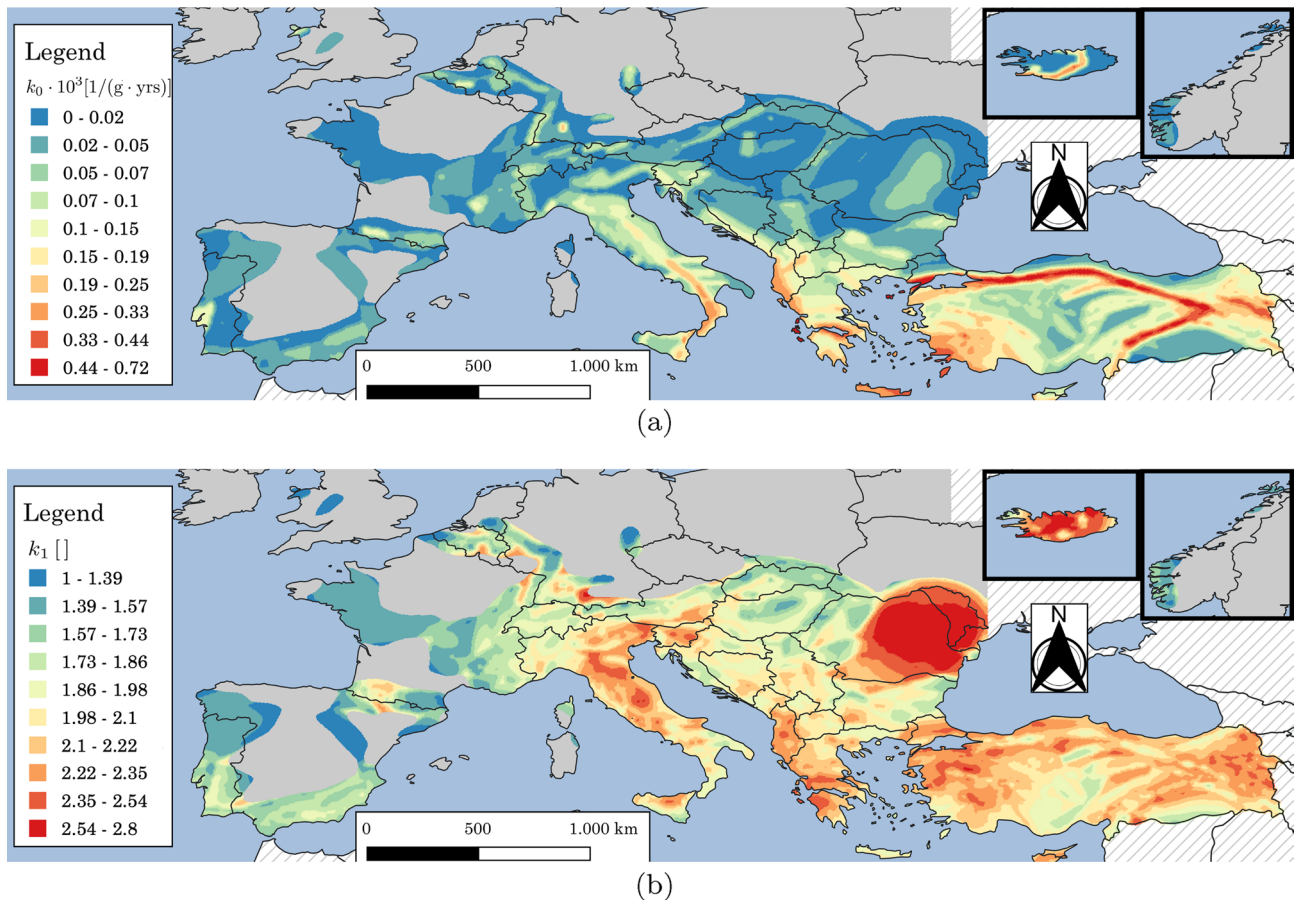 Legend
k₀ · 10³[1/(g · yrs)]
0 - 0.02
0.02 - 0.05
0.05 - 0.07
0.07 - 0.1
0.1 - 0.15
0.15 - 0.19
0.19 - 0.25
0.25 - 0.33
0.33 - 0.44
0.44 - 0.72
N
0 500 1.000 km
(a)
Legend
k₁ [ ]
1 - 1.39
1.39 - 1.57
1.57 - 1.73
1.73 - 1.86
1.86 - 1.98
1.98 - 2.1
2.1 - 2.22
2.22 - 2.35
2.35 - 2.54
2.54 - 2.8
N
0 500 1.000 km
(b)